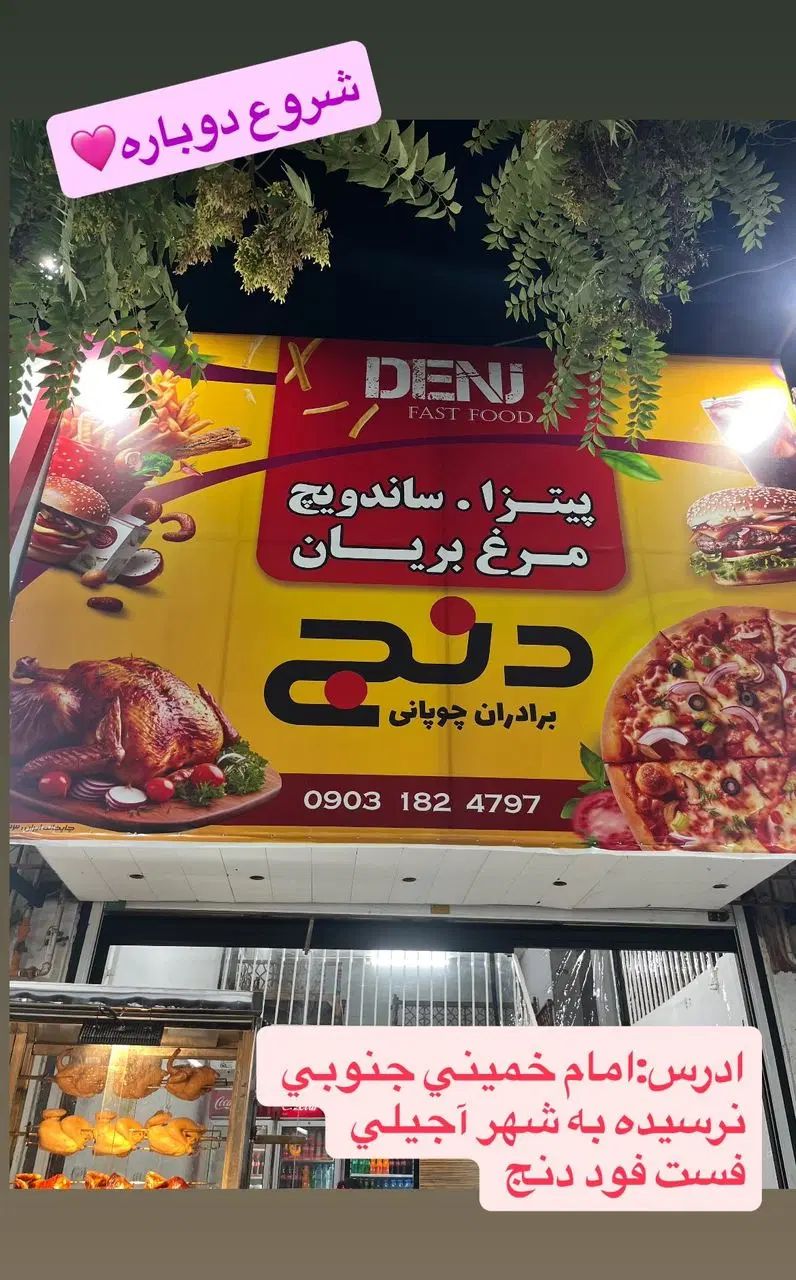 شروع دوباره🩷
DENJ
FAST FOOD
پیتزا . ساندویچ
مرغ بریان
دنج
برادران چوپانی
0903 182 4797
ادرس:امام خميني جنوبي
نرسيده به شهر آجيلي
فست فود دنج